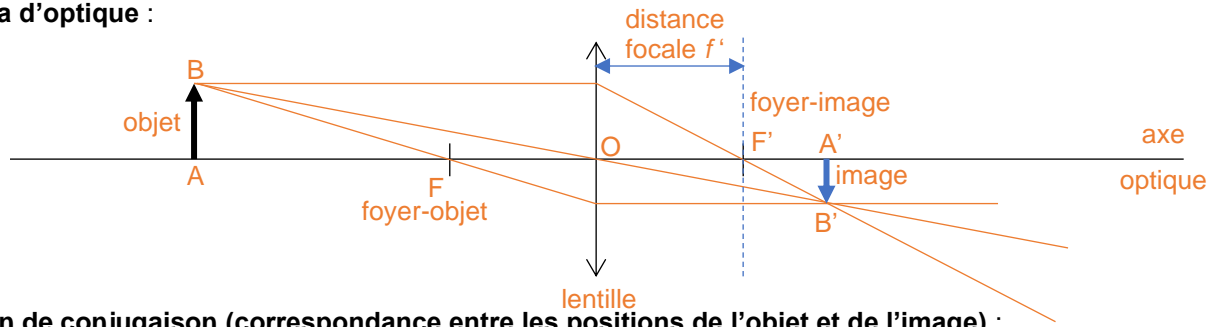 a d'optique :
distance
focale f '
B
objet
foyer-image
O
F'
A'
axe
A
F
image
optique
foyer-objet
B'
lentille
n de conjugaison (correspondance entre les positions de l'objet et de l'image) :